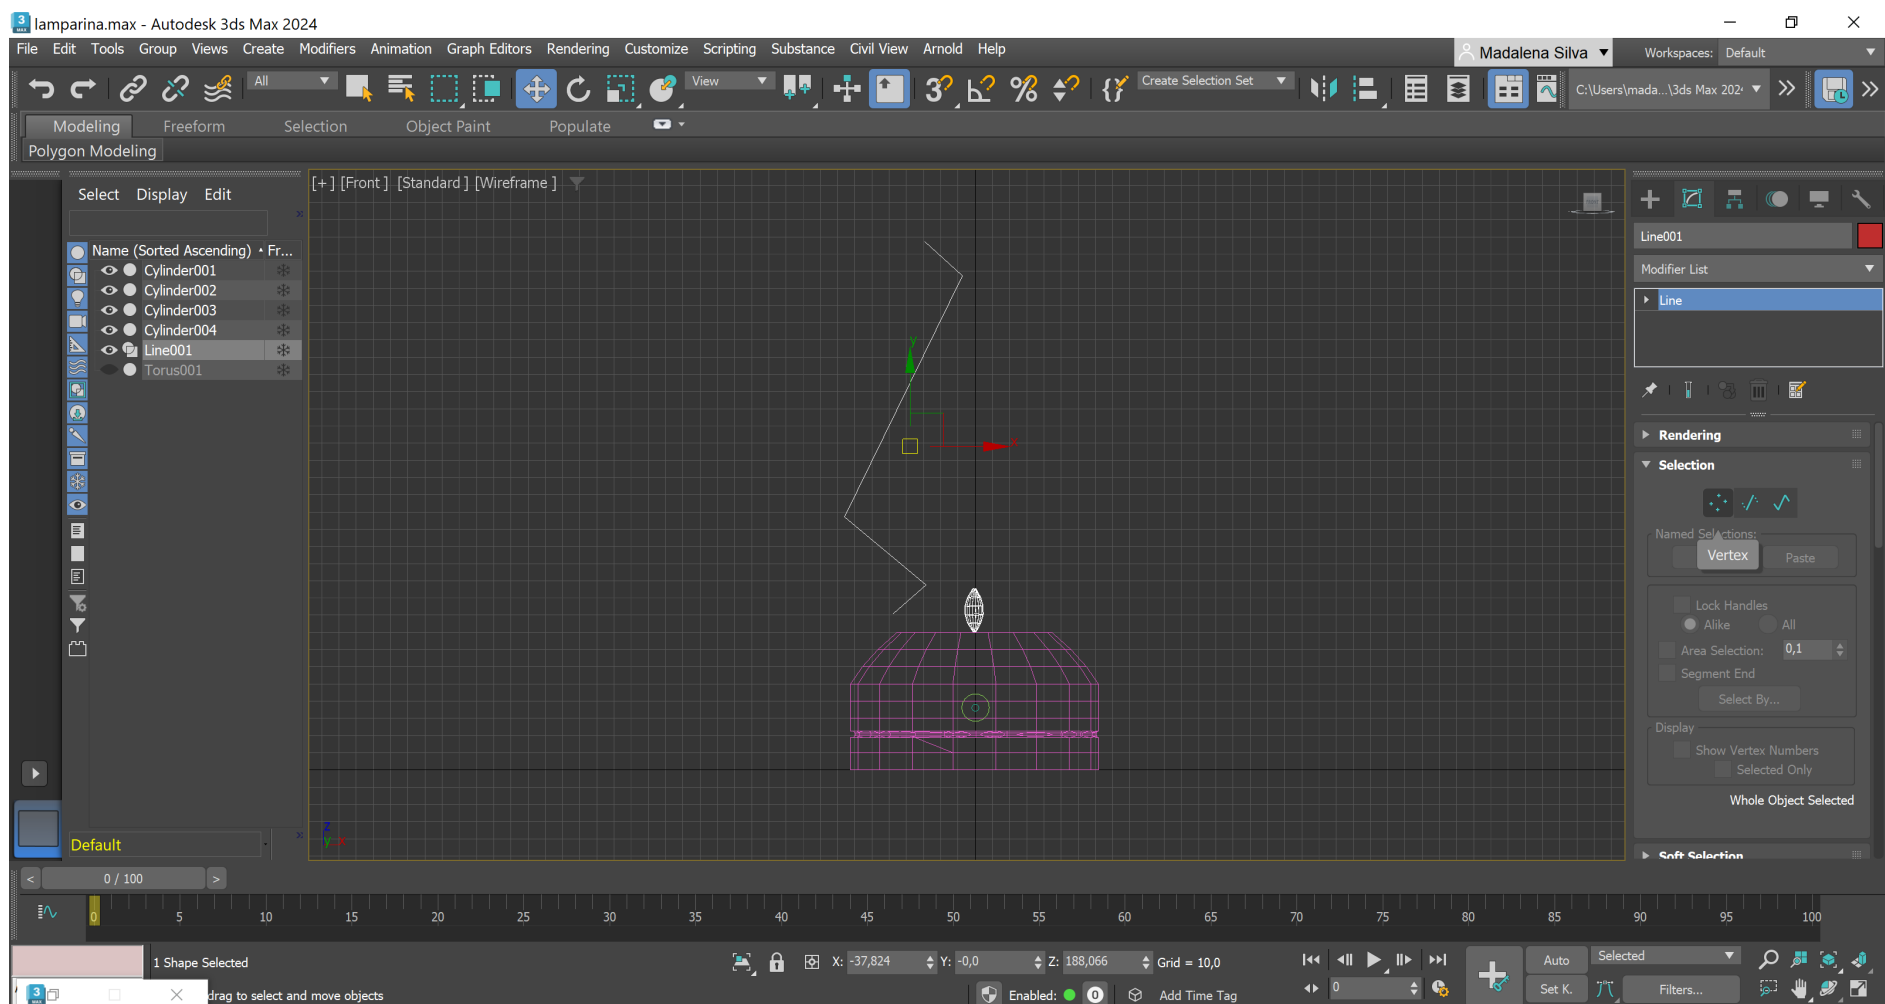 lamparina.max - Autodesk 3ds Max 2024
File Edit Tools Group Views Create Modifiers Animation Graph Editors Rendering Customize Scripting Substance Civil View Arnold Help
Madalena Silva
Workspaces: Default
All
View
Create Selection Set
C:\Users\mada...\3ds Max 202
Modeling Freeform Selection Object Paint Populate
Polygon Modeling
Select Display Edit
[+] [Front] [Standard] [Wireframe]
Name (Sorted Ascending) Fr...
Cylinder001
Cylinder002
Cylinder003
Cylinder004
Line001
Torus001
Default
y
x
z
y x
Line001
Modifier List
Line
Rendering
Selection
Named Selections:
Vertex
Paste
Lock Handles
Alike All
Area Selection: 0,1
Segment End
Select By...
Display
Show Vertex Numbers
Selected Only
Whole Object Selected
Soft Selection
< 0 / 100 >
0 5 10 15 20 25 30 35 40 45 50 55 60 65 70 75 80 85 90 95 100
1 Shape Selected
X: -37,824 Y: -0,0 Z: 188,066 Grid = 10,0
Auto Selected
drag to select and move objects
Enabled: 0 Add Time Tag
0
Set K. Filters...